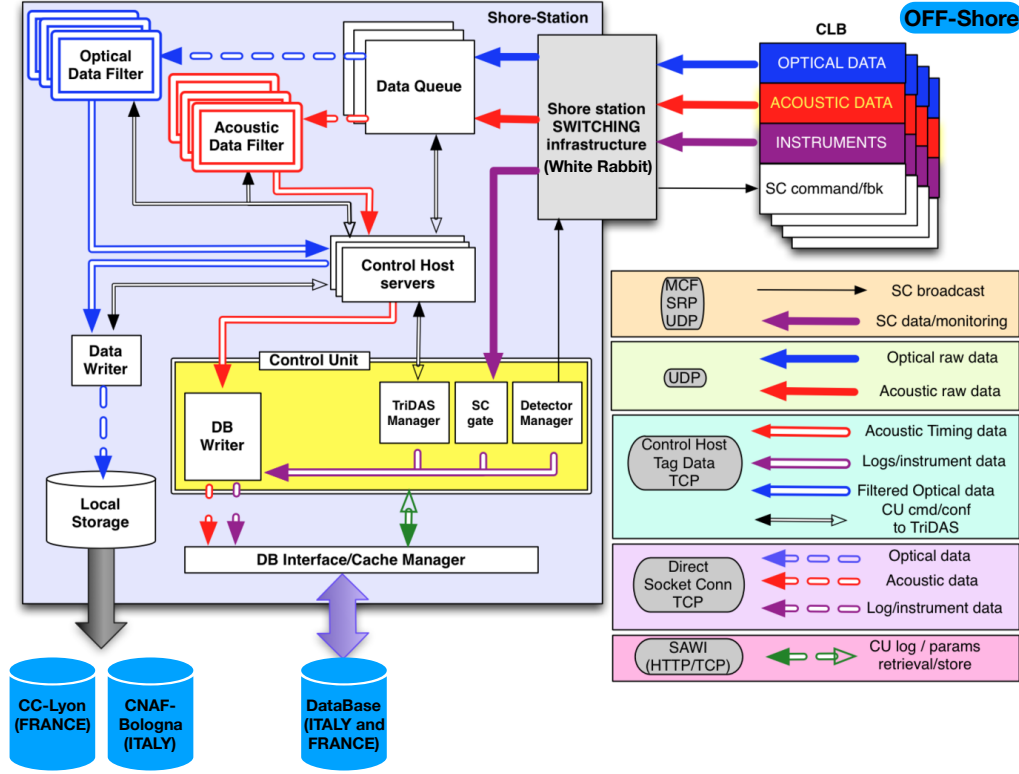 Shore-Station
OFF-Shore
CLB
Optical
Data Filter
Data Queue
Acoustic
Data Filter
Shore station
SWITCHING
infrastructure
(White Rabbit)
OPTICAL DATA
ACOUSTIC DATA
INSTRUMENTS
SC command/fbk
Control Host
servers
Data
Writer
Control Unit
DB
Writer
TriDAS
Manager
SC
gate
Detector
Manager
Local
Storage
DB Interface/Cache Manager
CC-Lyon
(FRANCE)
CNAF-
Bologna
(ITALY)
DataBase
(ITALY and
FRANCE)
MCF
SRP
UDP
SC broadcast
SC data/monitoring
UDP
Optical raw data
Acoustic raw data
Control Host
Tag Data
TCP
Acoustic Timing data
Logs/instrument data
Filtered Optical data
CU cmd/conf
to TriDAS
Direct
Socket Conn
TCP
Optical data
Acoustic data
Log/instrument data
SAWI
(HTTP/TCP)
CU log / params
retrieval/store